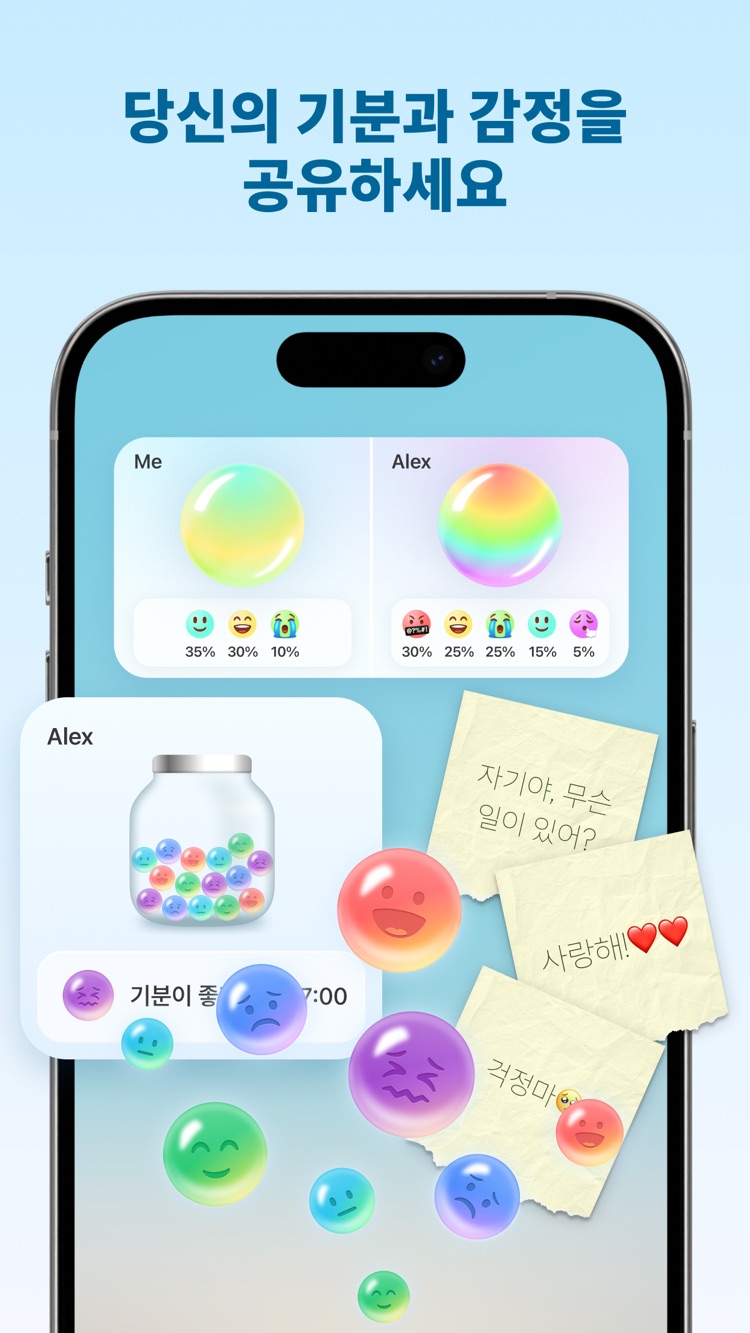 당신의 기분과 감정을
공유하세요
Me
Alex
35% 30% 10%
@?%#!
30% 25% 25% 15% 5%
Alex
자기야, 무슨
일이 있어?
사랑해!❤️❤️
기분이 7:00
걱정마🥹